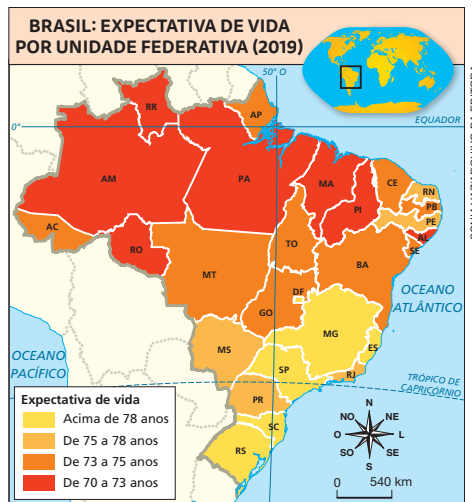 BRASIL: EXPECTATIVA DE VIDA
POR UNIDADE FEDERATIVA (2019)
50° O
EQUADOR
0°
RR
AP
AM
PA
MA
CE
RN
PB
PE
PI
AL
SE
AC
RO
TO
BA
MT
DF
GO
OCEANO
ATLÂNTICO
MG
ES
MS
SP
RJ
OCEANO
PACÍFICO
TRÓPICO DE
CAPRICÓRNIO
PR
SC
RS
Expectativa de vida
Acima de 78 anos
De 75 a 78 anos
De 73 a 75 anos
De 70 a 73 anos
N
NO
NE
O
L
SO
SE
S
0
540 km